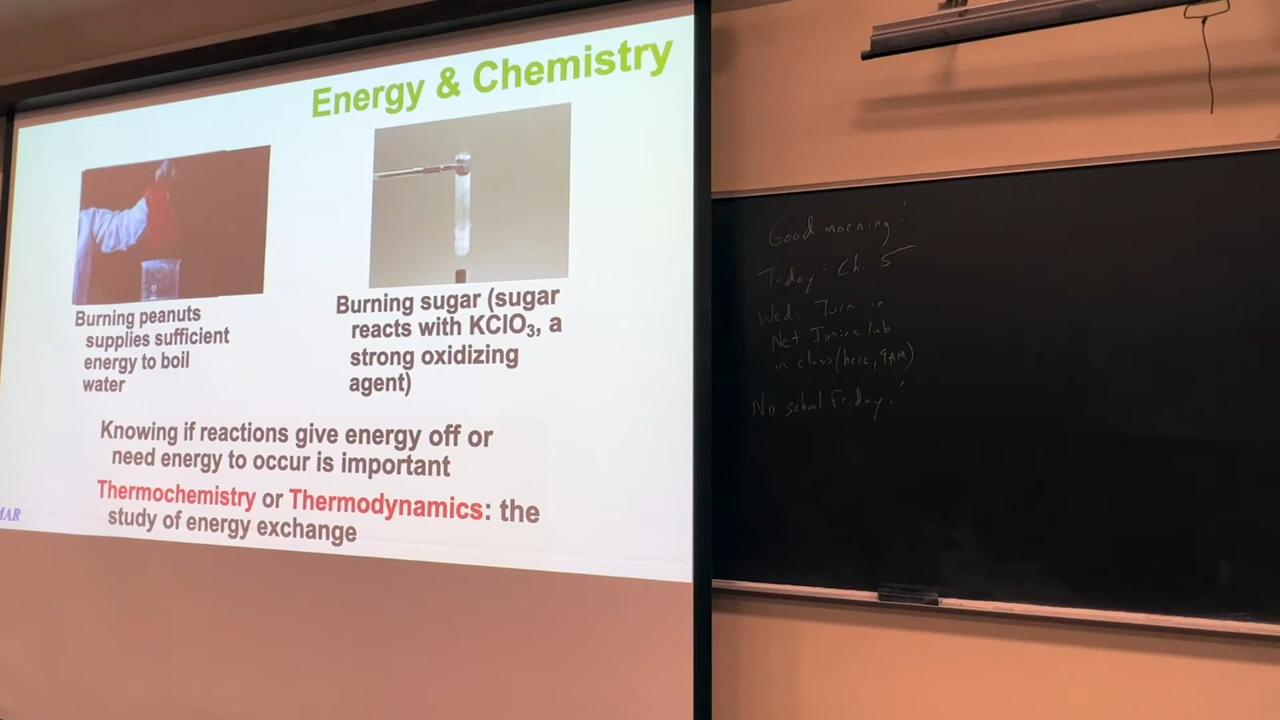 Energy & Chemistry
Burning peanuts
supplies sufficient
energy to boil
water
Burning sugar (sugar
reacts with KClO₃, a
strong oxidizing
agent)
Knowing if reactions give energy off or
need energy to occur is important
Thermochemistry or Thermodynamics: the
study of energy exchange
MAR
Good morning!
Today: Ch. 5
Wed. Turn in
Net Ionics lab
in class (here, 9AM)
No school Friday!